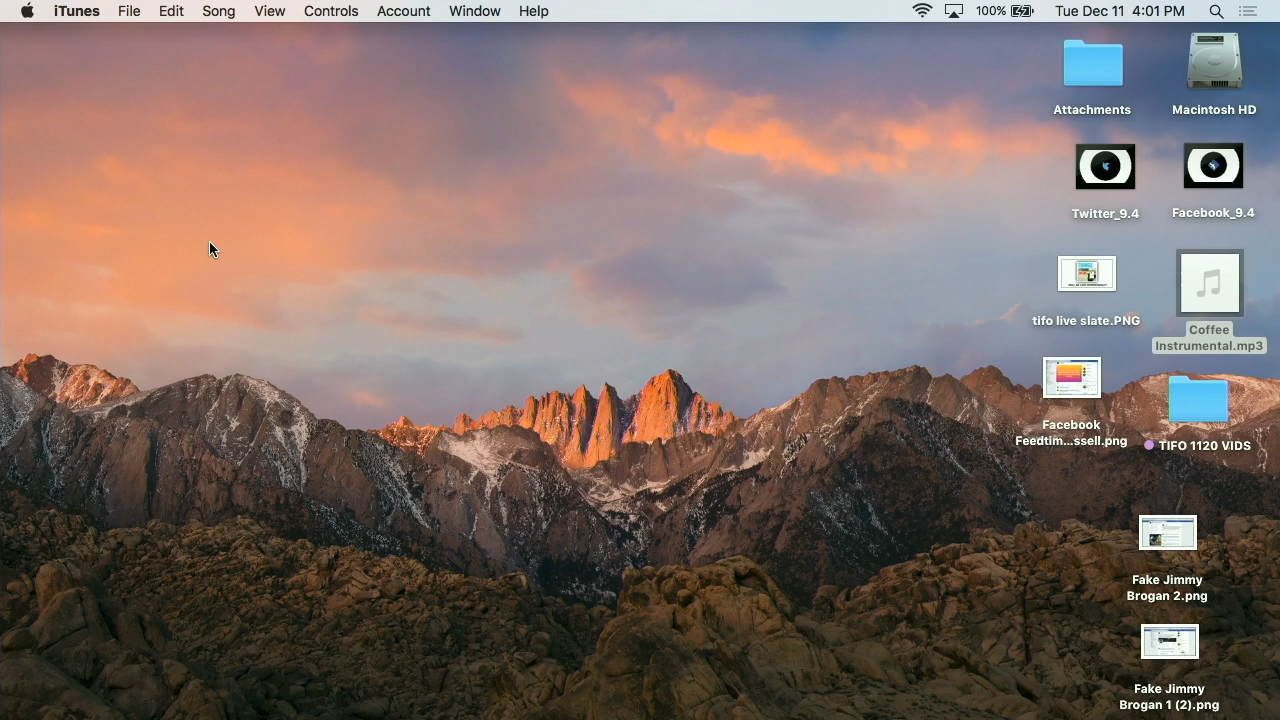 iTunes File Edit Song View Controls Account Window Help 100% Tue Dec 11 4:01 PM
Attachments
Macintosh HD
Twitter_9.4
Facebook_9.4
tifo live slate.PNG
Coffee
Instrumental.mp3
Facebook
Feedtim...ssell.png
TIFO 1120 VIDS
Fake Jimmy
Brogan 2.png
Fake Jimmy
Brogan 1 (2).png